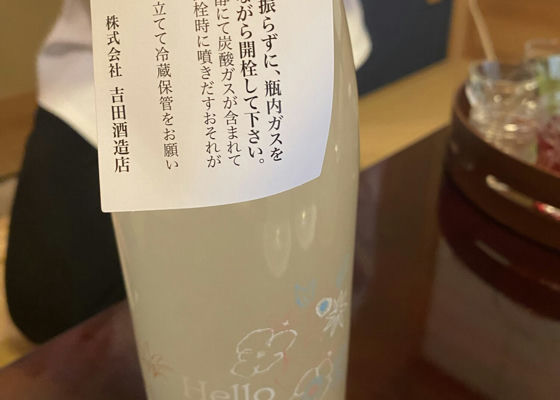 振らずに、瓶内ガスを
ながら開栓して下さい。
にて炭酸ガスが含まれて
栓時に噴きだすおそれが
立てて冷蔵保管をお願い
株式会社 吉田酒造店
Hello